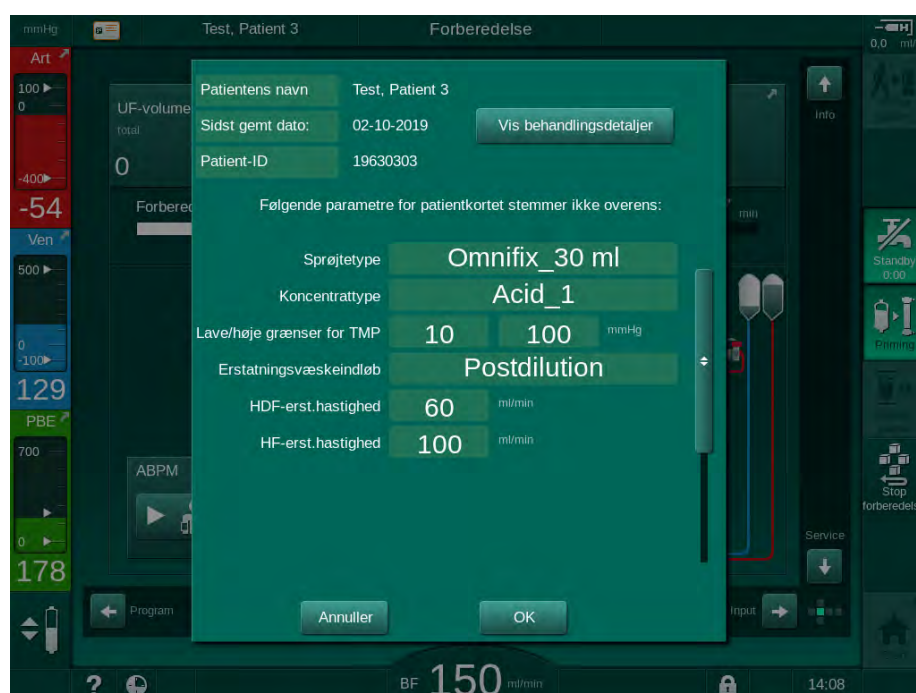 mmHg
Test, Patient 3
Forberedelse
0,0 ml/
Art
100
0
-400
-54
Ven
500
0
-100
129
PBE
700
0
178
UF-volume
total
0
Forbered
min
ABPM
Program
Input
Info
Service
Patientens navn Test, Patient 3
Sidst gemt dato: 02-10-2019 Vis behandlingsdetaljer
Patient-ID 19630303
Følgende parametre for patientkortet stemmer ikke overens:
Sprøjtetype Omnifix_30 ml
Koncentrattype Acid_1
Lave/høje grænser for TMP 10 100 mmHg
Erstatningsvæskeindløb Postdilution
HDF-erst.hastighed 60 ml/min
HF-erst.hastighed 100 ml/min
Annuller OK
Standby
0:00
Priming
Stop
forberedels
? BF 150 ml/min 14:08